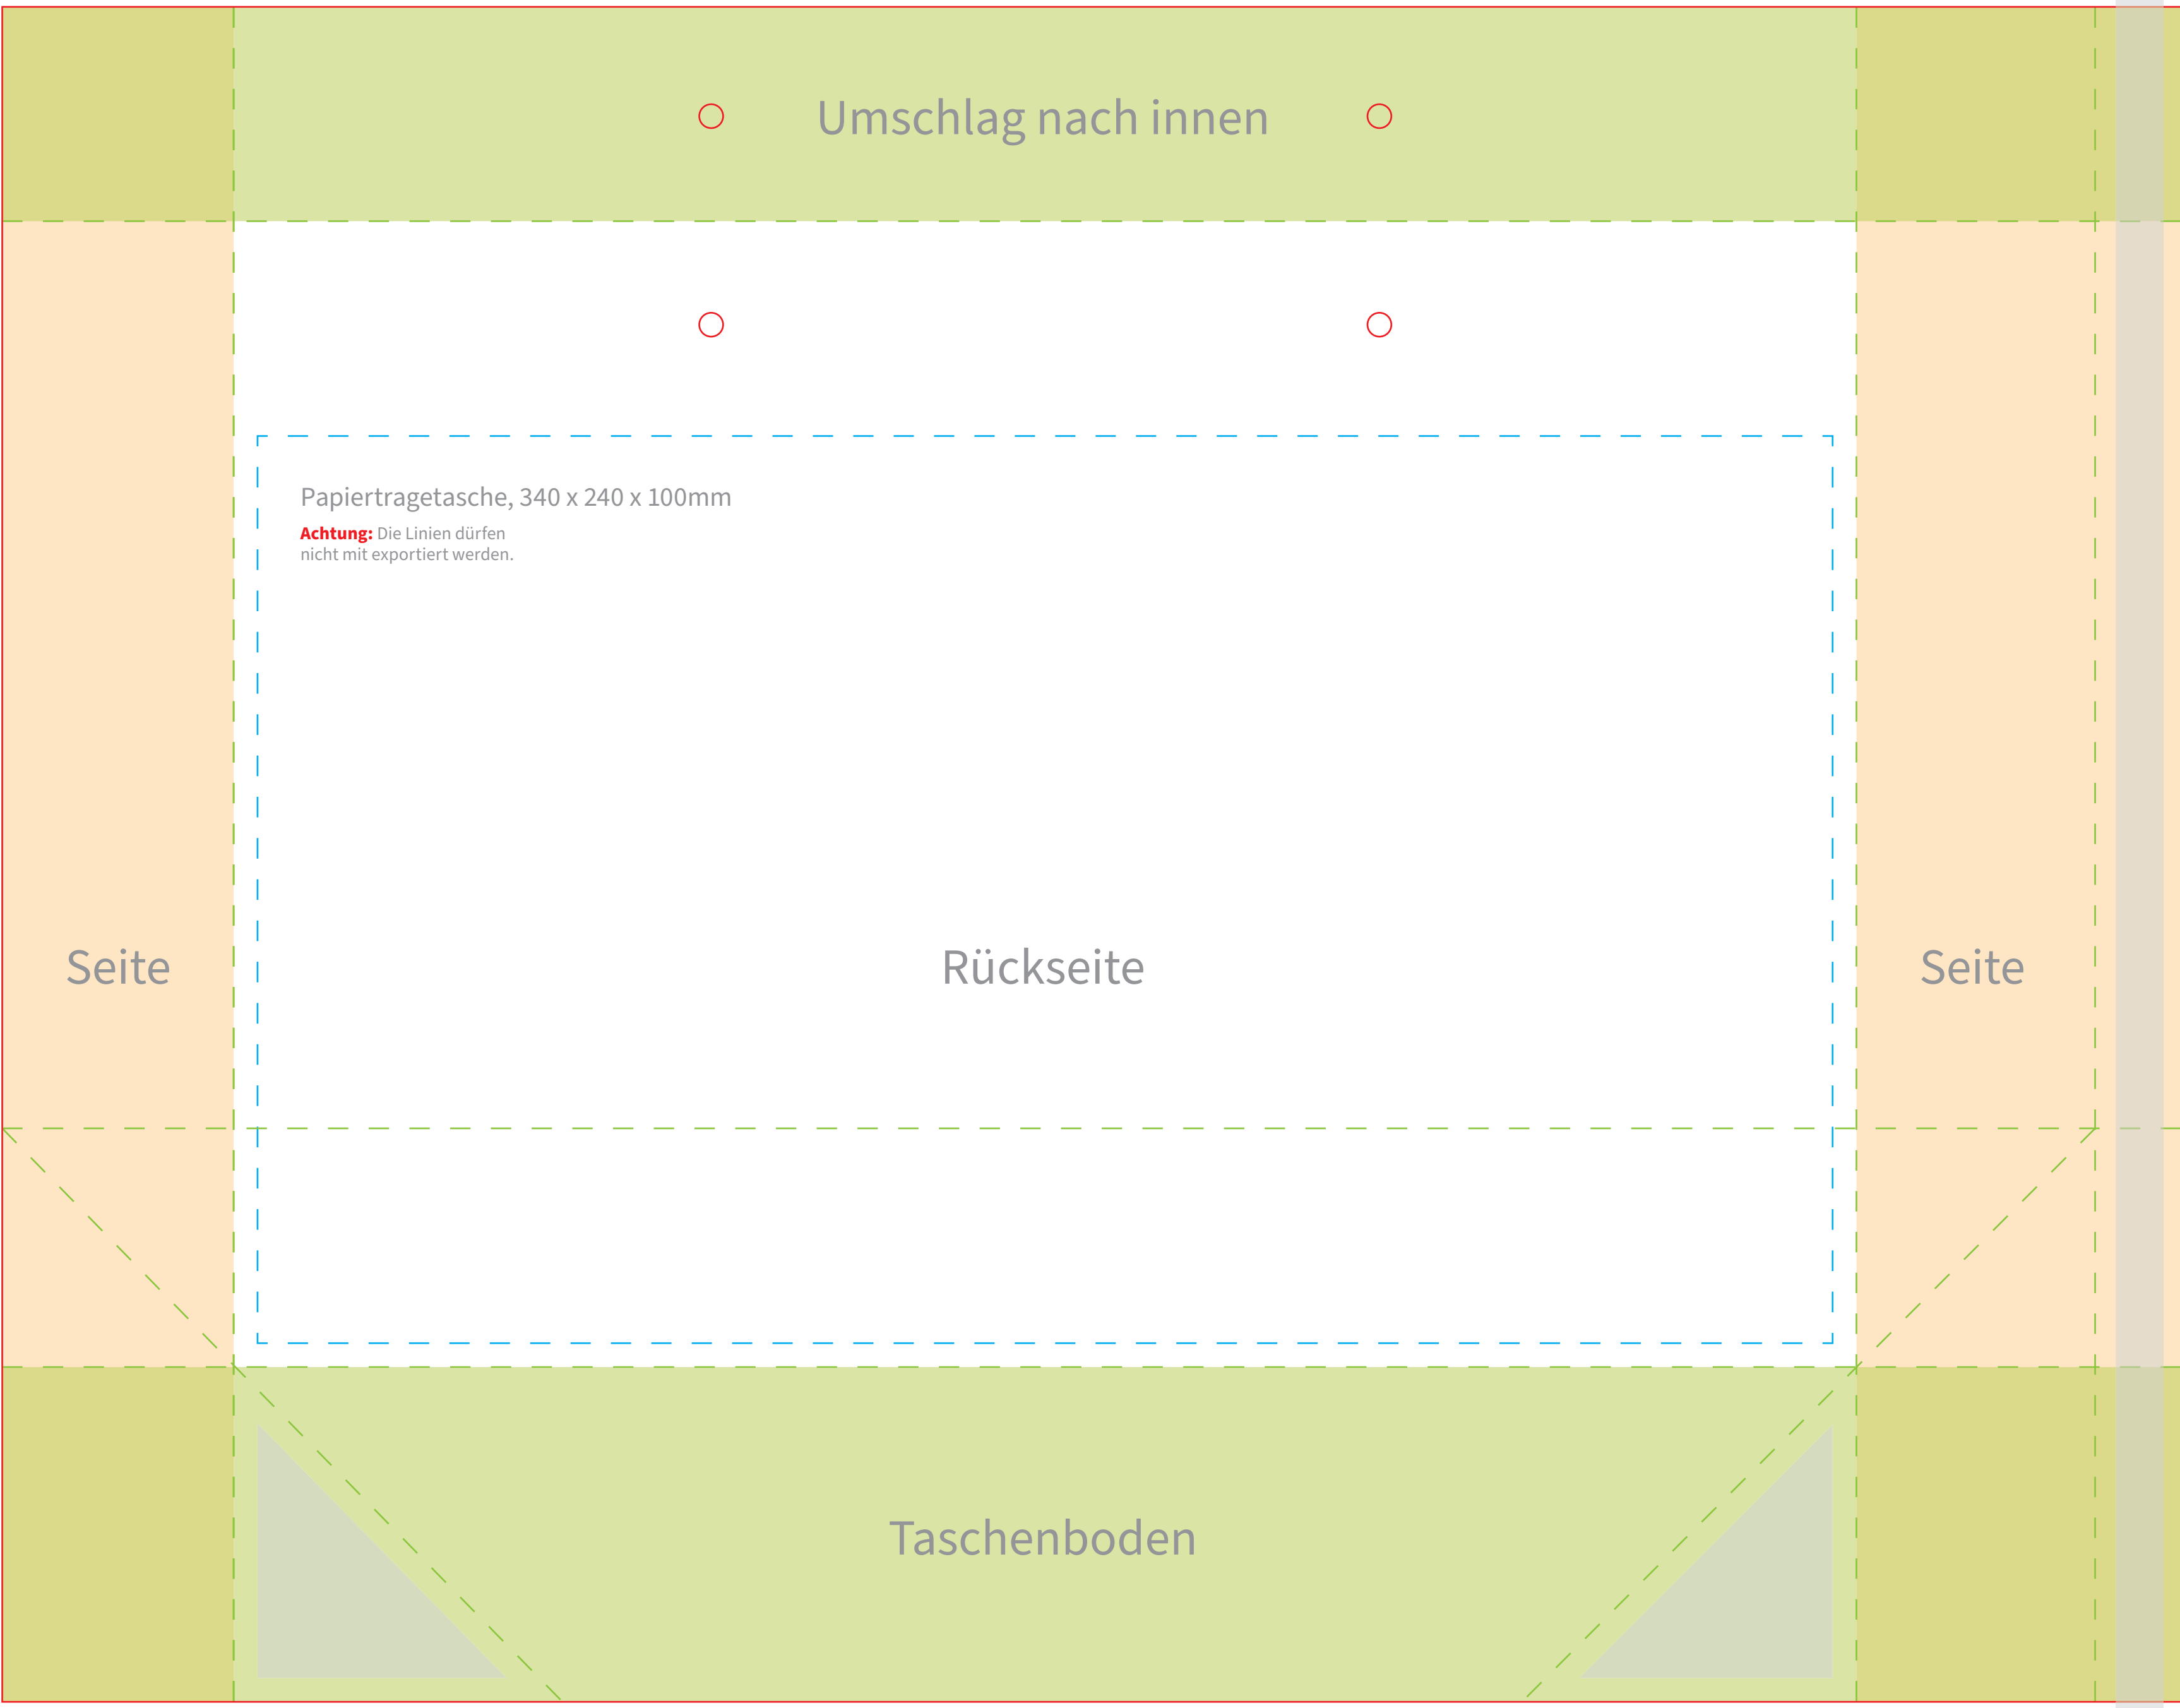 Umschlag nach innen
Papiertragetasche, 340 x 240 x 100mm
Achtung: Die Linien dürfen
nicht mit exportiert werden.
Seite
Rückseite
Seite
Taschenboden